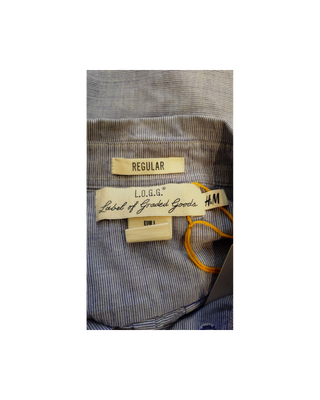 REGULAR
L.O.G.G.®
Label of Graded Goods
H&M